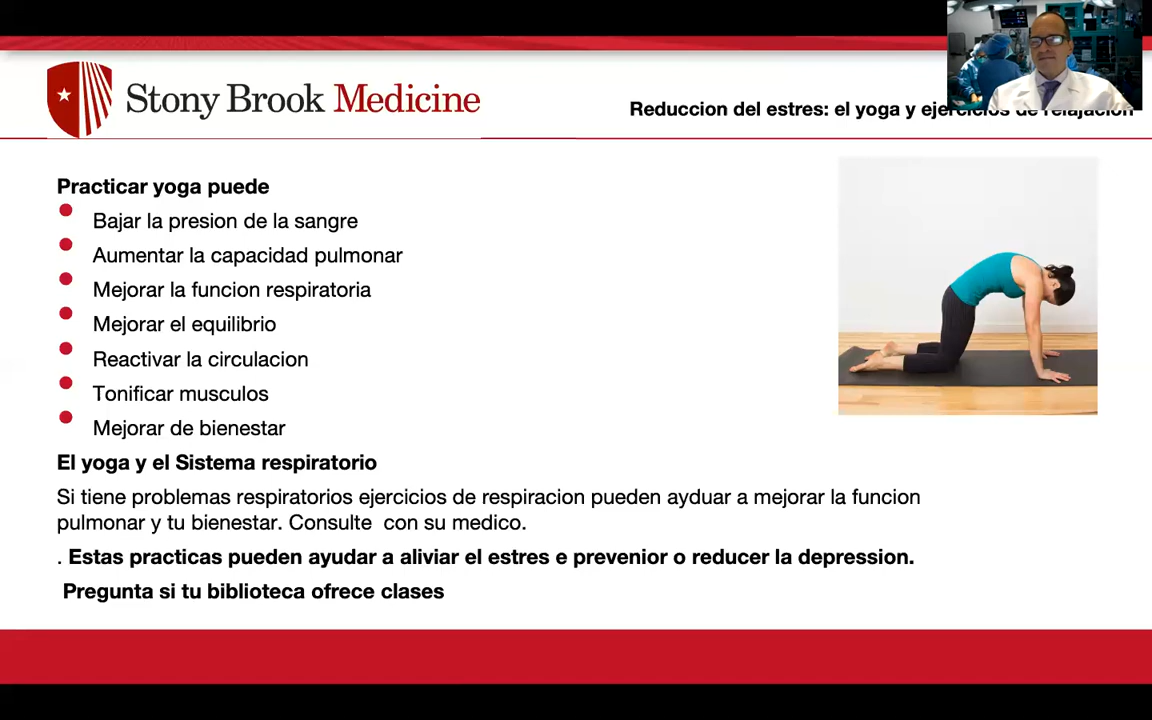 Stony Brook Medicine
Reduccion del estres: el yoga y ejercicios de relajacion
Practicar yoga puede
Bajar la presion de la sangre
Aumentar la capacidad pulmonar
Mejorar la funcion respiratoria
Mejorar el equilibrio
Reactivar la circulacion
Tonificar musculos
Mejorar de bienestar
El yoga y el Sistema respiratorio
Si tiene problemas respiratorios ejercicios de respiracion pueden ayduar a mejorar la funcion
pulmonar y tu bienestar. Consulte con su medico.
. Estas practicas pueden ayudar a aliviar el estres e prevenior o reducer la depression.
Pregunta si tu biblioteca ofrece clases